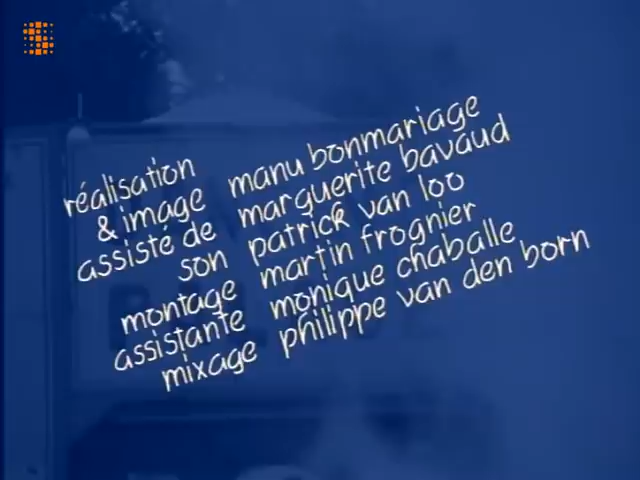 réalisation
& image manu bonmariage
assisté de marguerite bavaud
son patrick van loo
montage martin frognier
assistante monique chaballe
mixage philippe van den born